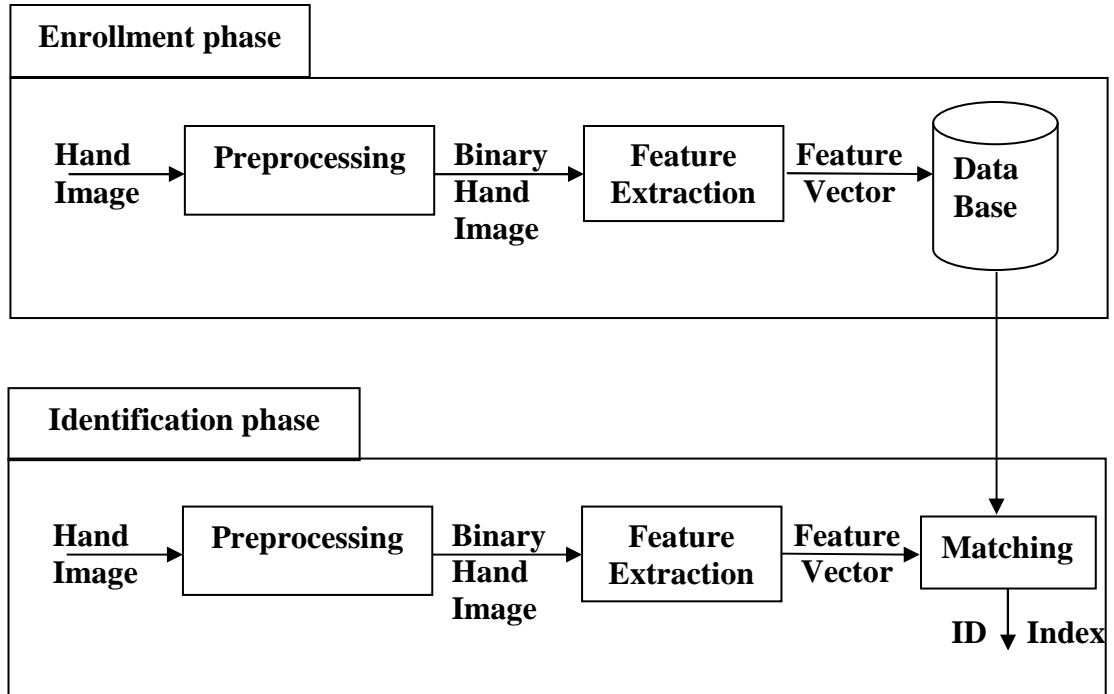 Enrollment phase
Hand
Image
Preprocessing
Binary
Hand
Image
Feature
Extraction
Feature
Vector
Data
Base
Identification phase
Hand
Image
Preprocessing
Binary
Hand
Image
Feature
Extraction
Feature
Vector
Matching
ID Index